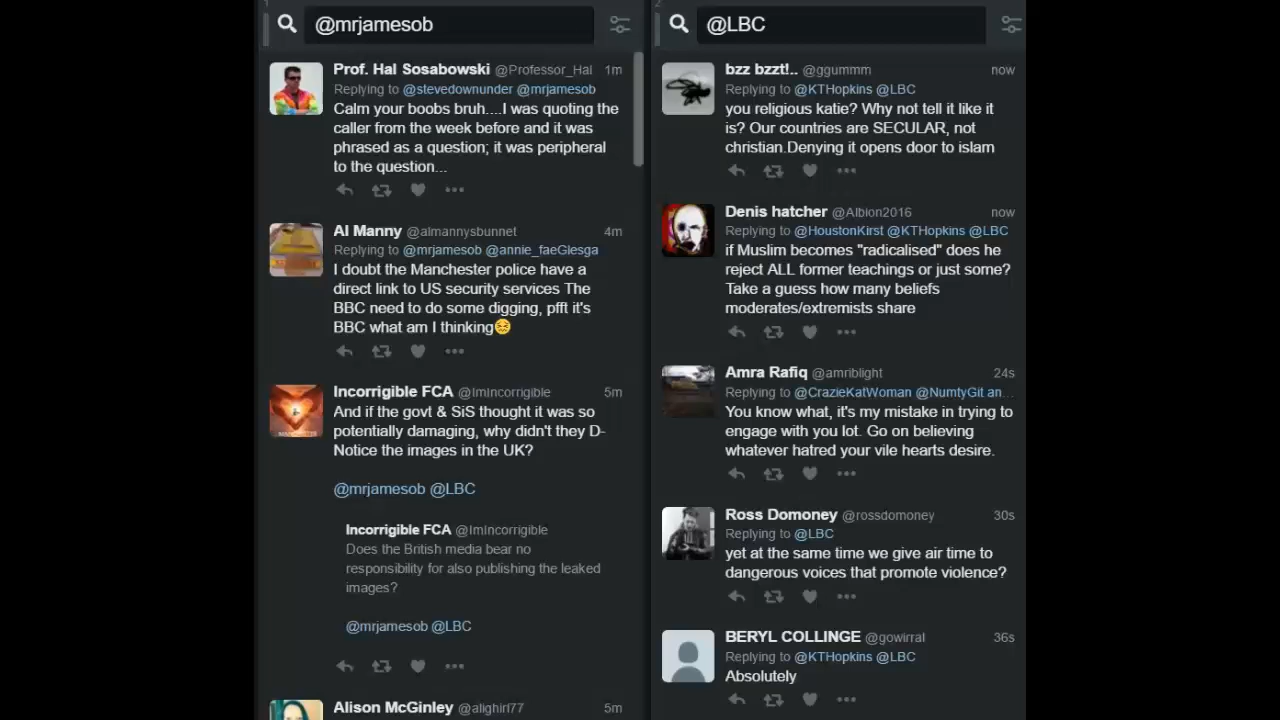 1
@mrjamesob
Prof. Hal Sosabowski @Professor_Hal 1m
Replying to @stevedownunder @mrjamesob
Calm your boobs bruh....I was quoting the
caller from the week before and it was
phrased as a question; it was peripheral
to the question...
Al Manny @almannysbunnet 4m
Replying to @mrjamesob @annie_faeGlesga
I doubt the Manchester police have a
direct link to US security services The
BBC need to do some digging, pfft it's
BBC what am I thinking😣
Incorrigible FCA @ImIncorrigible 5m
And if the govt & SiS thought it was so
potentially damaging, why didn't they D-
Notice the images in the UK?
@mrjamesob @LBC
Incorrigible FCA @ImIncorrigible
Does the British media bear no
responsibility for also publishing the leaked
images?
@mrjamesob @LBC
Alison McGinley @alighirl77 5m
2
@LBC
bzz bzzt!.. @ggummm now
Replying to @KTHopkins @LBC
you religious katie? Why not tell it like it
is? Our countries are SECULAR, not
christian.Denying it opens door to islam
Denis hatcher @Albion2016 now
Replying to @HoustonKirst @KTHopkins @LBC
if Muslim becomes "radicalised" does he
reject ALL former teachings or just some?
Take a guess how many beliefs
moderates/extremists share
Amra Rafiq @amriblight 24s
Replying to @CrazieKatWoman @NumtyGit an...
You know what, it's my mistake in trying to
engage with you lot. Go on believing
whatever hatred your vile hearts desire.
Ross Domoney @rossdomoney 30s
Replying to @LBC
yet at the same time we give air time to
dangerous voices that promote violence?
BERYL COLLINGE @gowirral 36s
Replying to @KTHopkins @LBC
Absolutely